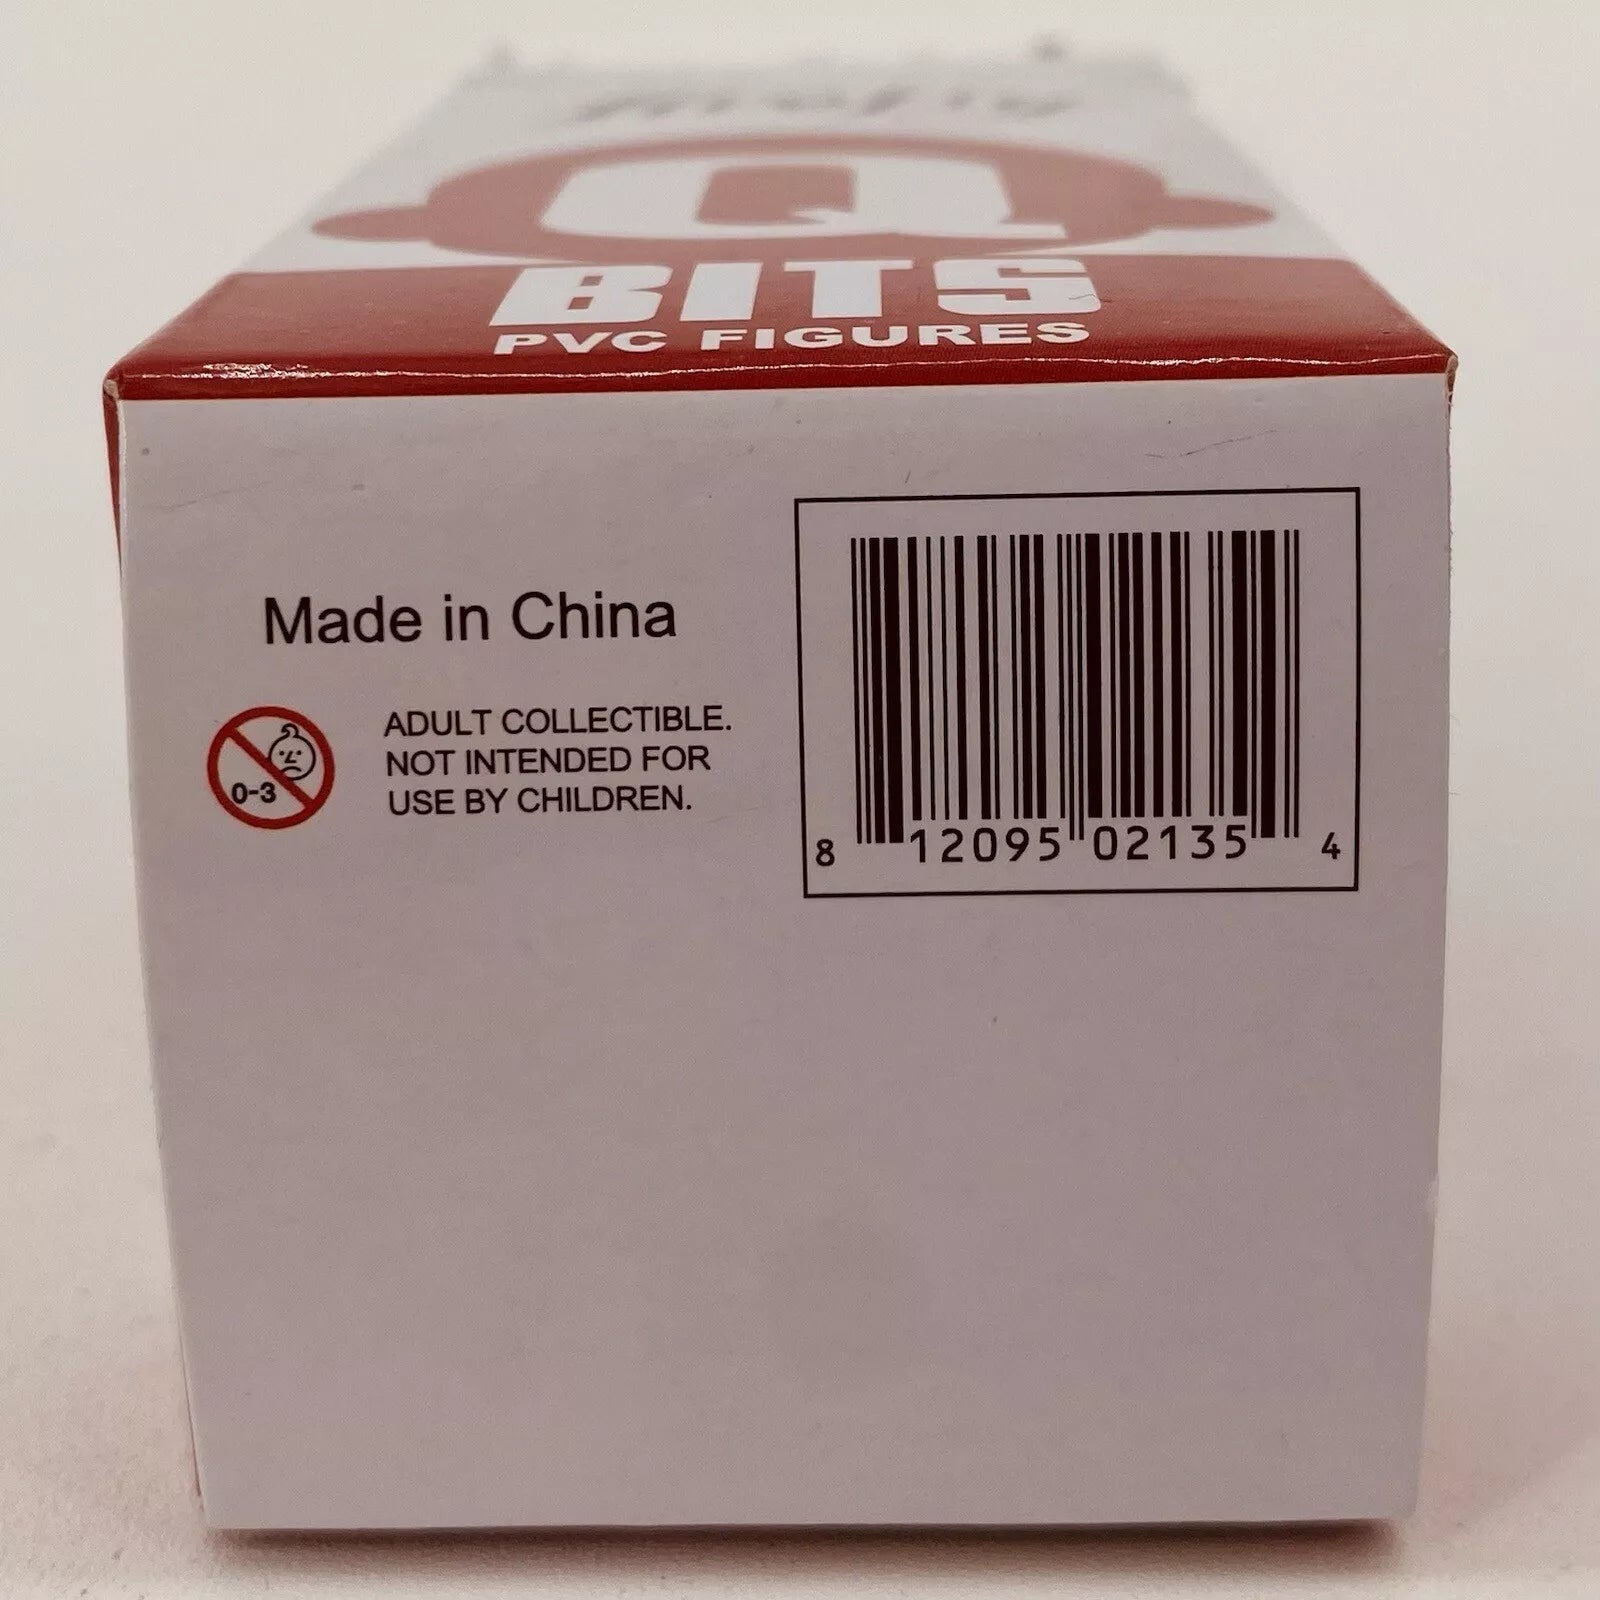 Q
BITS
PVC FIGURES
Made in China
0-3
ADULT COLLECTIBLE.
NOT INTENDED FOR
USE BY CHILDREN.
8 12095 02135 4